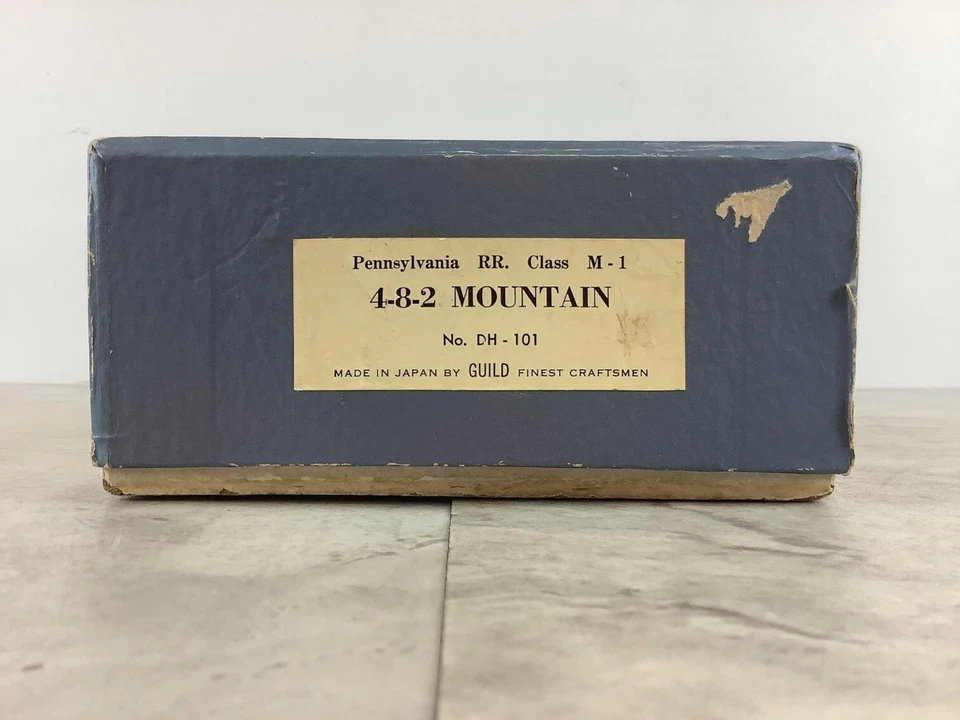 Pennsylvania RR. Class M-1
4-8-2 MOUNTAIN
No. DH-101
MADE IN JAPAN BY GUILD FINEST CRAFTSMEN